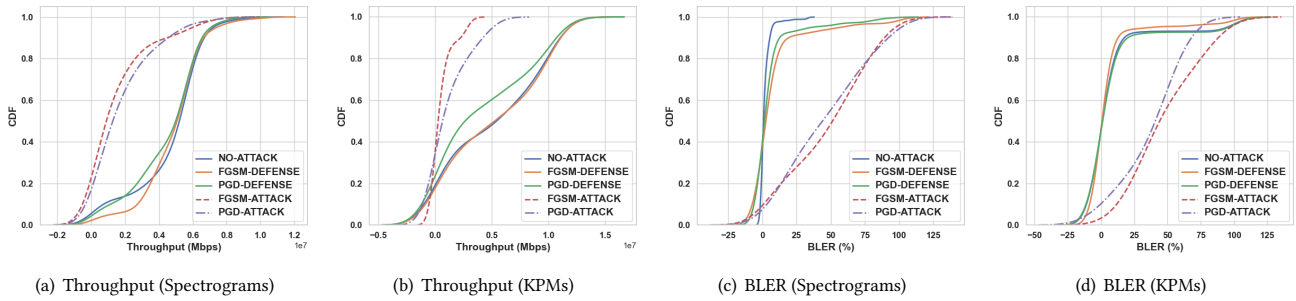 CDF
1.0
0.8
0.6
0.4
0.2
0.0
NO-ATTACK
FGSM-DEFENSE
PGD-DEFENSE
FGSM-ATTACK
PGD-ATTACK
−0.2 0.0 0.2 0.4 0.6 0.8 1.0 1.2
1e7
Throughput (Mbps)
(a) Throughput (Spectrograms)
CDF
1.0
0.8
0.6
0.4
0.2
0.0
NO-ATTACK
FGSM-DEFENSE
PGD-DEFENSE
FGSM-ATTACK
PGD-ATTACK
−0.5 0.0 0.5 1.0 1.5
1e7
Throughput (Mbps)
(b) Throughput (KPMs)
CDF
1.0
0.8
0.6
0.4
0.2
0.0
NO-ATTACK
FGSM-DEFENSE
PGD-DEFENSE
FGSM-ATTACK
PGD-ATTACK
−25 0 25 50 75 100 125
BLER (%)
(c) BLER (Spectrograms)
CDF
1.0
0.8
0.6
0.4
0.2
0.0
NO-ATTACK
FGSM-DEFENSE
PGD-DEFENSE
FGSM-ATTACK
PGD-ATTACK
−50 −25 0 25 50 75 100 125
BLER (%)
(d) BLER (KPMs)